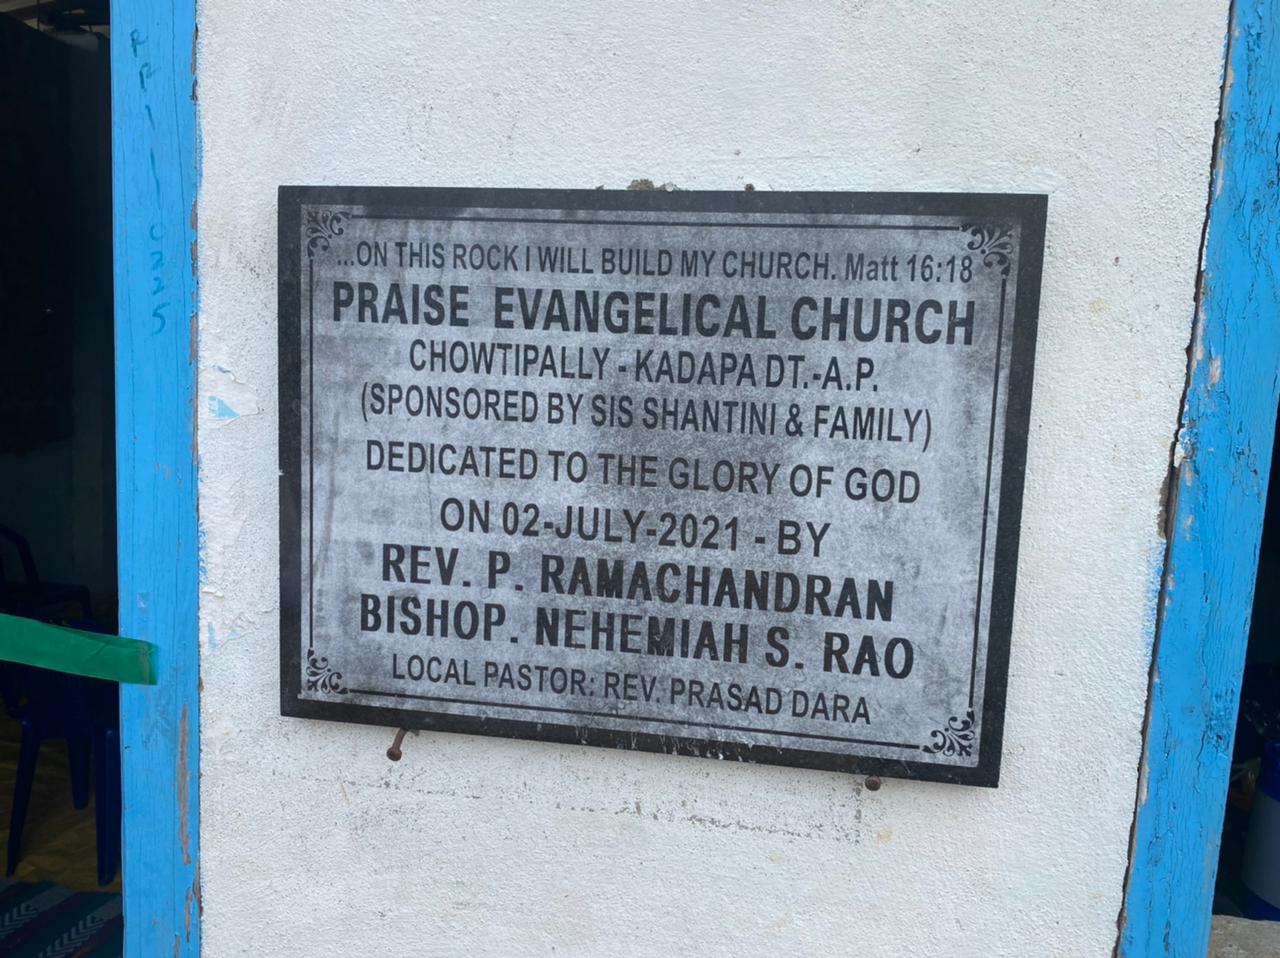 ...ON THIS ROCK I WILL BUILD MY CHURCH. Matt 16:18
PRAISE EVANGELICAL CHURCH
CHOWTIPALLY - KADAPA DT.-A.P.
(SPONSORED BY SIS SHANTINI & FAMILY)
DEDICATED TO THE GLORY OF GOD
ON 02-JULY-2021 - BY
REV. P. RAMACHANDRAN
BISHOP. NEHEMIAH S. RAO
LOCAL PASTOR: REV. PRASAD DARA